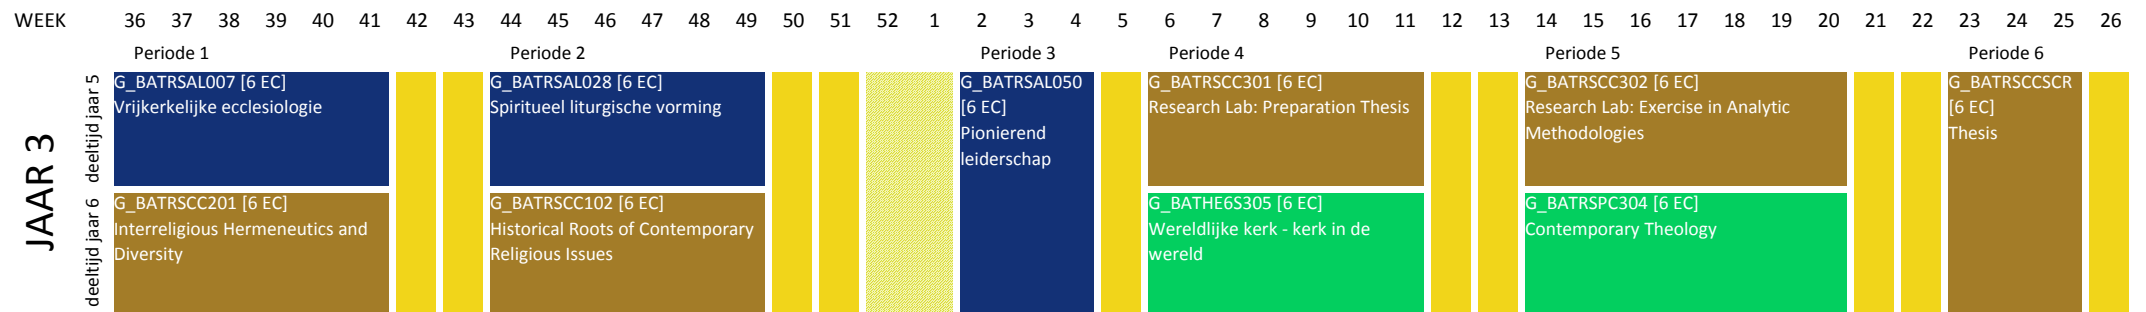 WEEK 36 37 38 39 40 41 42 43 44 45 46 47 48 49 50 51 52 1 2 3 4 5 6 7 8 9 10 11 12 13 14 15 16 17 18 19 20 21 22 23 24 25 26
Periode 1 Periode 2 Periode 3 Periode 4 Periode 5 Periode 6
JAAR 3
deeltijd jaar 5
G_BATRSAL007 [6 EC]
Vrijkerkelijke ecclesiologie
G_BATRSAL028 [6 EC]
Spiritueel liturgische vorming
G_BATRSAL050
[6 EC]
Pionierend
leiderschap
G_BATRSCC301 [6 EC]
Research Lab: Preparation Thesis
G_BATRSCC302 [6 EC]
Research Lab: Exercise in Analytic
Methodologies
G_BATRSCCSCR
[6 EC]
Thesis
deeltijd jaar 6
G_BATRSCC201 [6 EC]
Interreligious Hermeneutics and
Diversity
G_BATRSCC102 [6 EC]
Historical Roots of Contemporary
Religious Issues
G_BATHE6S305 [6 EC]
Wereldlijke kerk - kerk in de
wereld
G_BATRSPC304 [6 EC]
Contemporary Theology